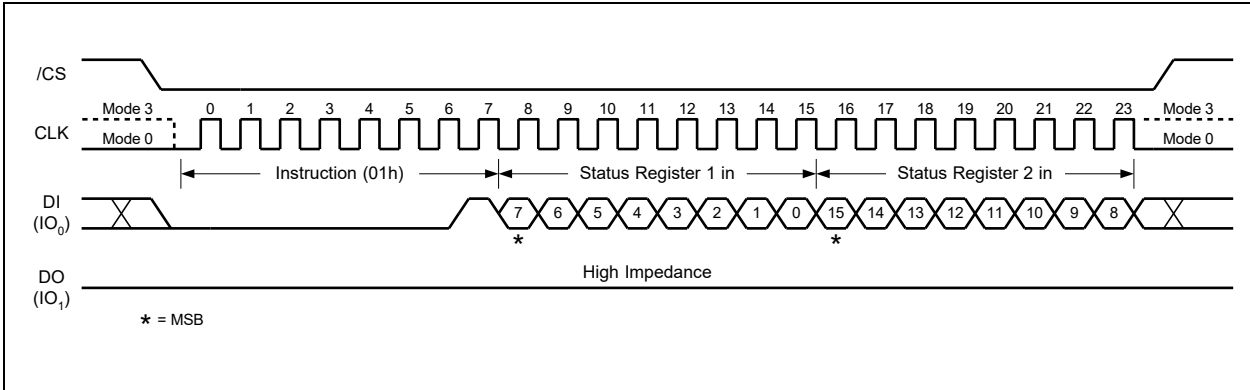 /CS
Mode 3 0 1 2 3 4 5 6 7 8 9 10 11 12 13 14 15 16 17 18 19 20 21 22 23 Mode 3
CLK
Mode 0 Mode 0
Instruction (01h) Status Register 1 in Status Register 2 in
DI
(IO0) 7 6 5 4 3 2 1 0 15 14 13 12 11 10 9 8
* *
High Impedance
DO
(IO1)
* = MSB